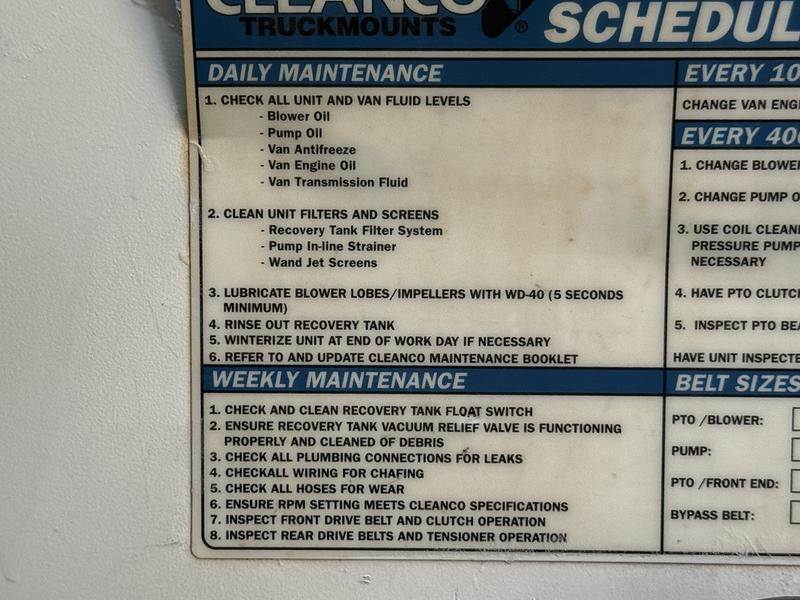 CLEANCO
TRUCKMOUNTS ®
DAILY MAINTENANCE
1. CHECK ALL UNIT AND VAN FLUID LEVELS
- Blower Oil
- Pump Oil
- Van Antifreeze
- Van Engine Oil
- Van Transmission Fluid
2. CLEAN UNIT FILTERS AND SCREENS
- Recovery Tank Filter System
- Pump In-line Strainer
- Wand Jet Screens
3. LUBRICATE BLOWER LOBES/IMPELLERS WITH WD-40 (5 SECONDS
MINIMUM)
4. RINSE OUT RECOVERY TANK
5. WINTERIZE UNIT AT END OF WORK DAY IF NECESSARY
6. REFER TO AND UPDATE CLEANCO MAINTENANCE BOOKLET
WEEKLY MAINTENANCE
1. CHECK AND CLEAN RECOVERY TANK FLOAT SWITCH
2. ENSURE RECOVERY TANK VACUUM RELIEF VALVE IS FUNCTIONING
PROPERLY AND CLEANED OF DEBRIS
3. CHECK ALL PLUMBING CONNECTIONS FOR LEAKS
4. CHECKALL WIRING FOR CHAFING
5. CHECK ALL HOSES FOR WEAR
6. ENSURE RPM SETTING MEETS CLEANCO SPECIFICATIONS
7. INSPECT FRONT DRIVE BELT AND CLUTCH OPERATION
8. INSPECT REAR DRIVE BELTS AND TENSIONER OPERATION
SCHEDUL
EVERY 10
CHANGE VAN ENGI
EVERY 400
1. CHANGE BLOWER
2. CHANGE PUMP O
3. USE COIL CLEAN
PRESSURE PUMP
NECESSARY
4. HAVE PTO CLUTC
5. INSPECT PTO BEA
HAVE UNIT INSPECTE
BELT SIZES
PTO /BLOWER:
PUMP:
PTO /FRONT END:
BYPASS BELT: